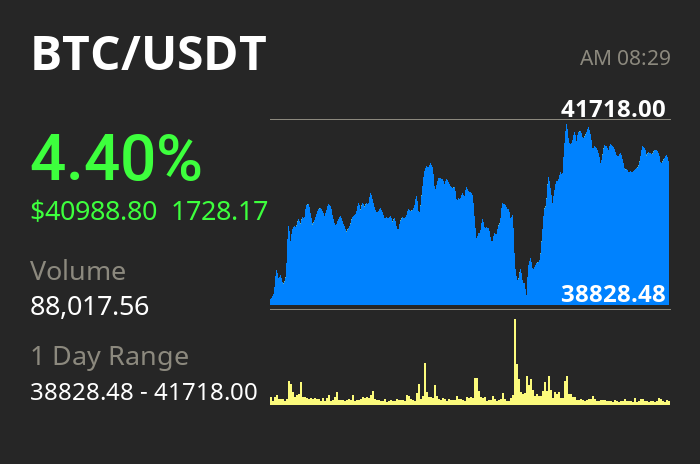 BTC/USDT
AM 08:29
41718.00
4.40%
$40988.80 1728.17
Volume
88,017.56
38828.48
1 Day Range
38828.48 - 41718.00